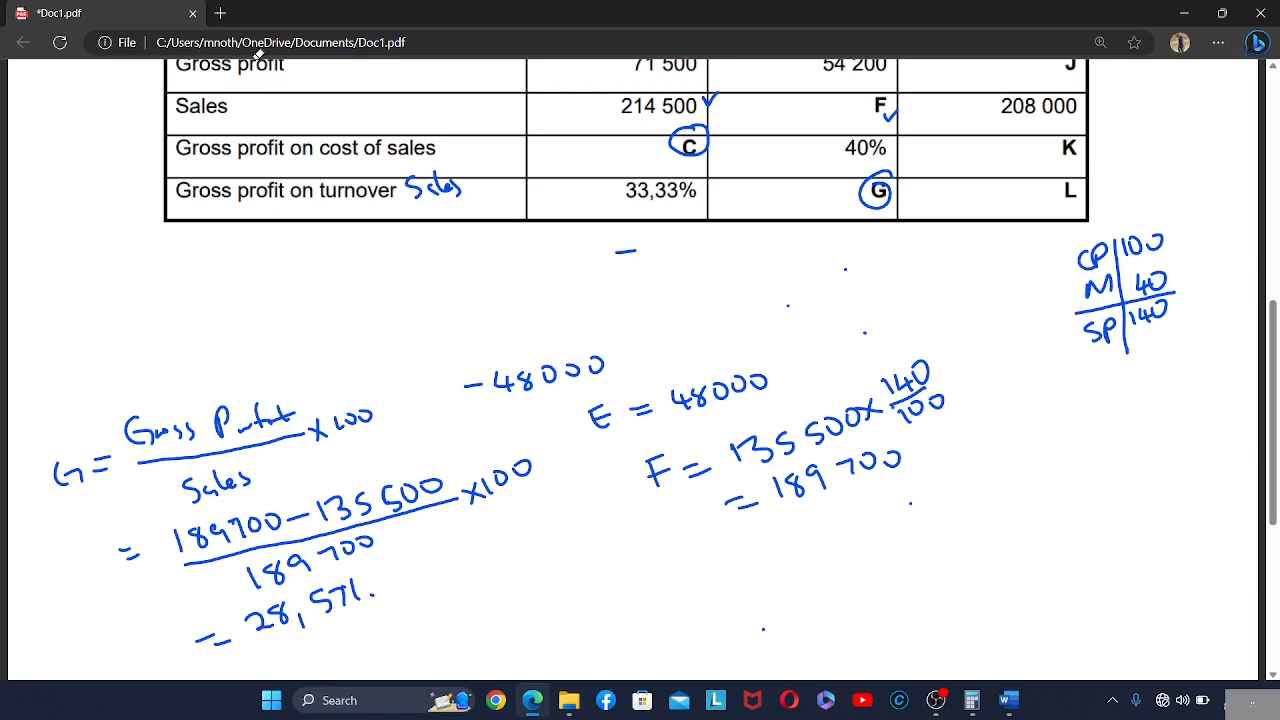 *Doc1.pdf
File C:/Users/mnoth/OneDrive/Documents/Doc1.pdf
Gross profit 71 500 54 200 J
Sales 214 500 F 208 000
Gross profit on cost of sales C 40% K
Gross profit on turnover Sales 33,33% G L
CP 100
M 40
SP 140
-48000
E = 48000
F = 135 500 x 140/100
= 189 700
G = Gross Profit / Sales x 100
= 189700 - 135 500 / 189 700 x 100
= 28,57%
Search